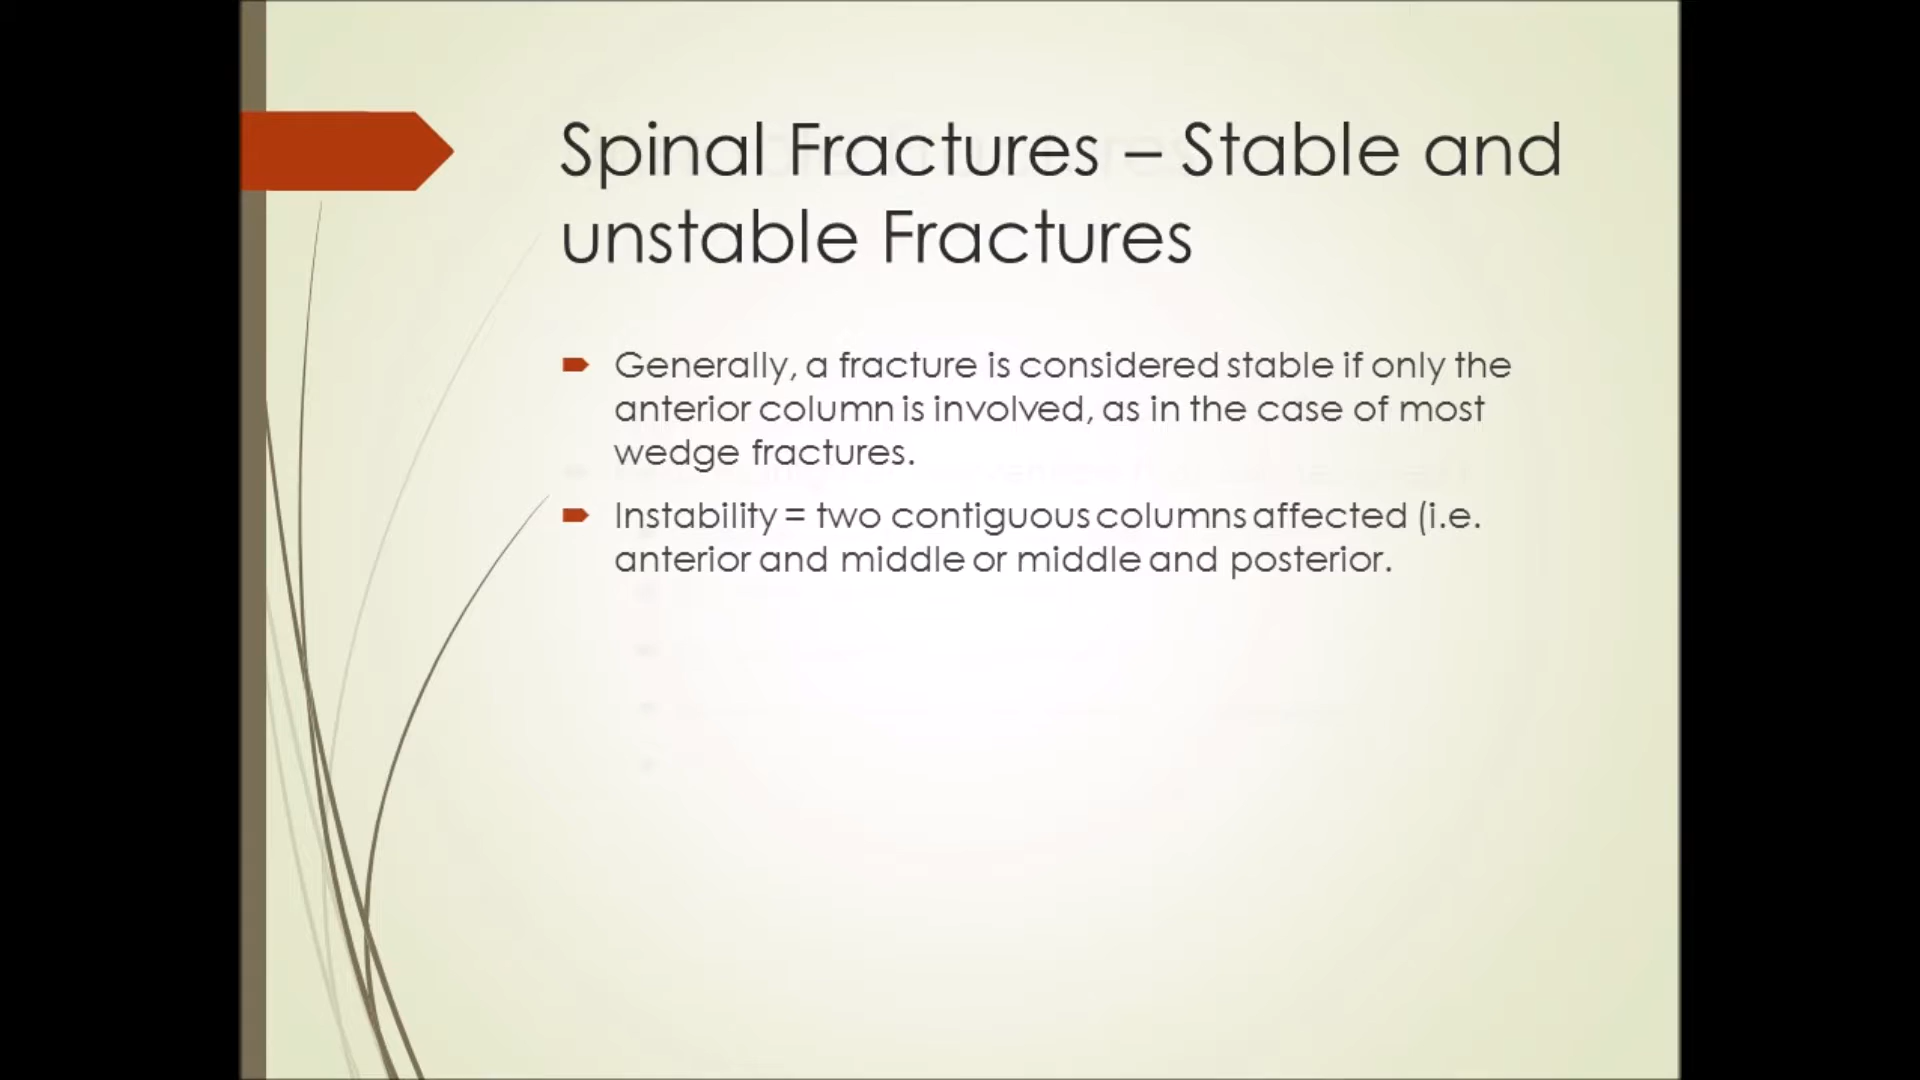 Spinal Fractures – Stable and
unstable Fractures
Generally, a fracture is considered stable if only the
anterior column is involved, as in the case of most
wedge fractures.
Instability = two contiguous columns affected (i.e.
anterior and middle or middle and posterior.